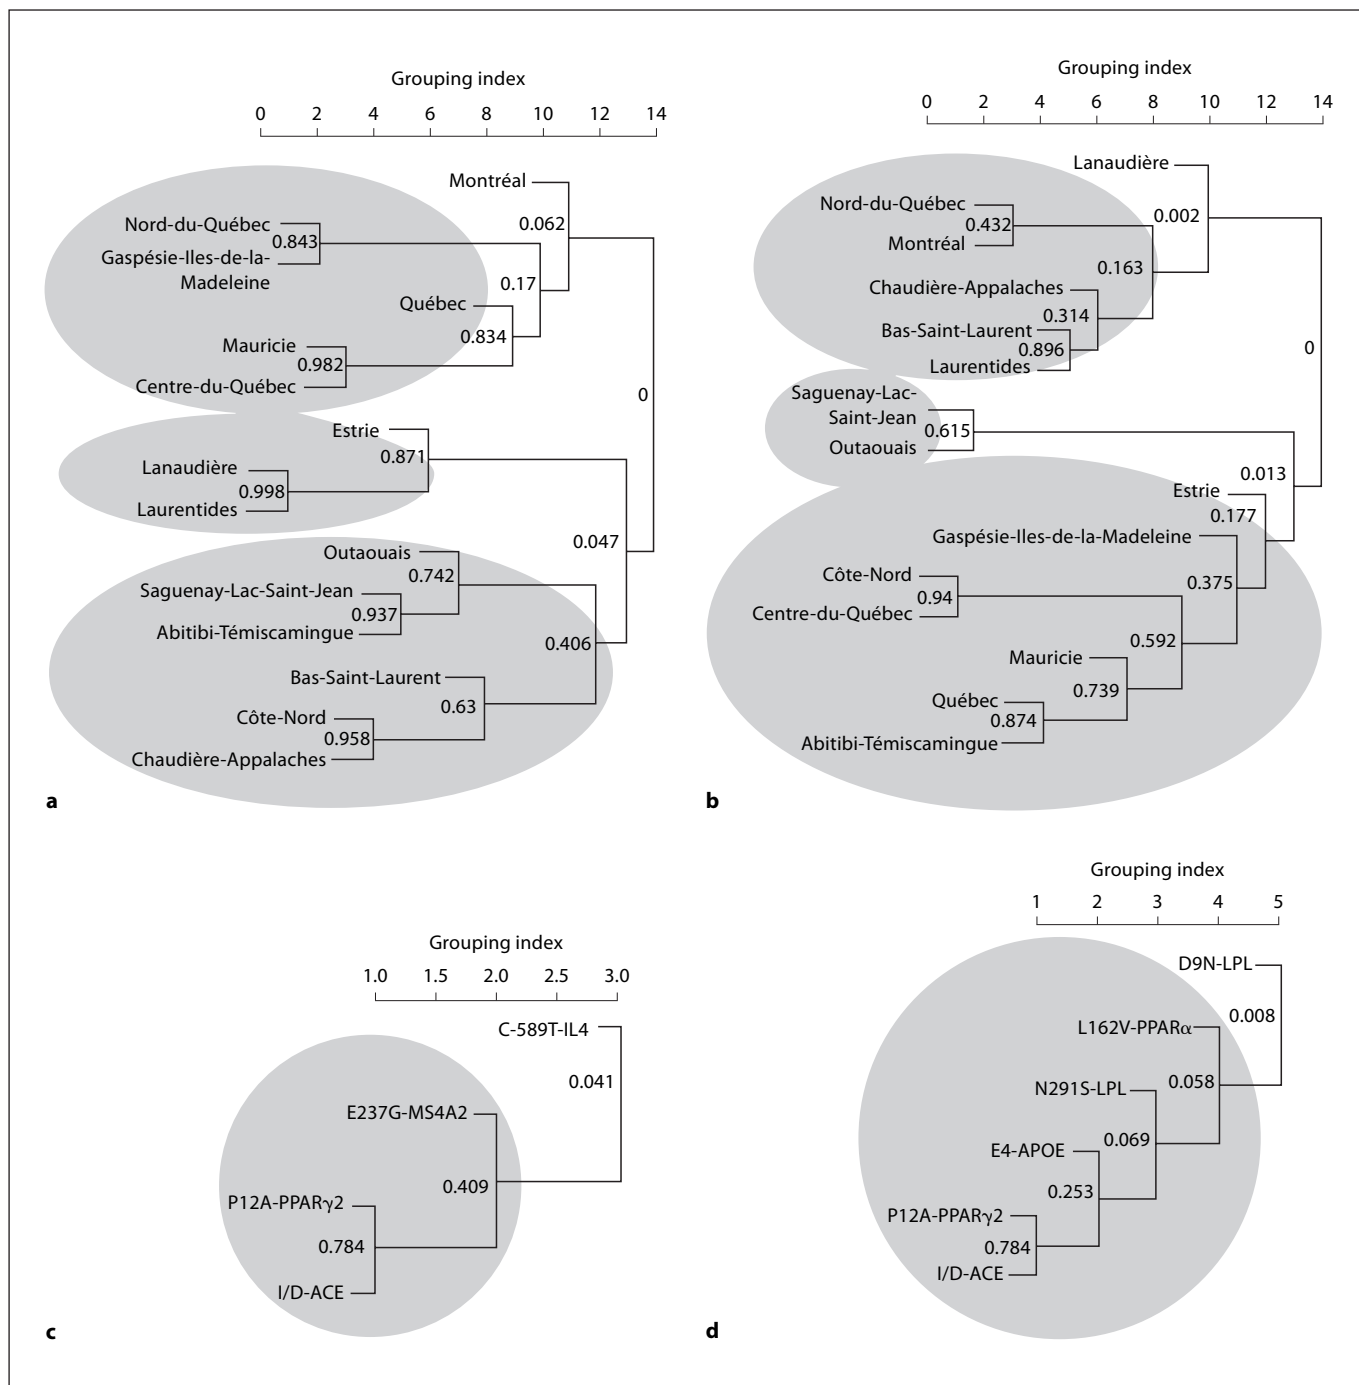 Grouping index
0 2 4 6 8 10 12 14
Montréal
0.062
Nord-du-Québec
0.843
Gaspésie-Iles-de-la-
Madeleine
0.17
Québec
0.834
Mauricie
0.982
Centre-du-Québec
0
Estrie
0.871
Lanaudière
0.998
Laurentides
0.047
Outaouais
0.742
Saguenay-Lac-Saint-Jean
0.937
Abitibi-Témiscamingue
0.406
Bas-Saint-Laurent
0.63
Côte-Nord
0.958
Chaudière-Appalaches
a
Grouping index
0 2 4 6 8 10 12 14
Lanaudière
0.002
Nord-du-Québec
0.432
Montréal
0.163
Chaudière-Appalaches
0.314
Bas-Saint-Laurent
0.896
Laurentides
0
Saguenay-Lac-
Saint-Jean
0.615
Outaouais
0.013
Estrie
0.177
Gaspésie-Iles-de-la-Madeleine
0.375
Côte-Nord
0.94
Centre-du-Québec
0.592
Mauricie
0.739
Québec
0.874
Abitibi-Témiscamingue
b
Grouping index
1.0 1.5 2.0 2.5 3.0
C-589T-IL4
0.041
E237G-MS4A2
0.409
P12A-PPARγ2
0.784
I/D-ACE
c
Grouping index
1 2 3 4 5
D9N-LPL
0.008
L162V-PPARα
0.058
N291S-LPL
0.069
E4-APOE
0.253
P12A-PPARγ2
0.784
I/D-ACE
d